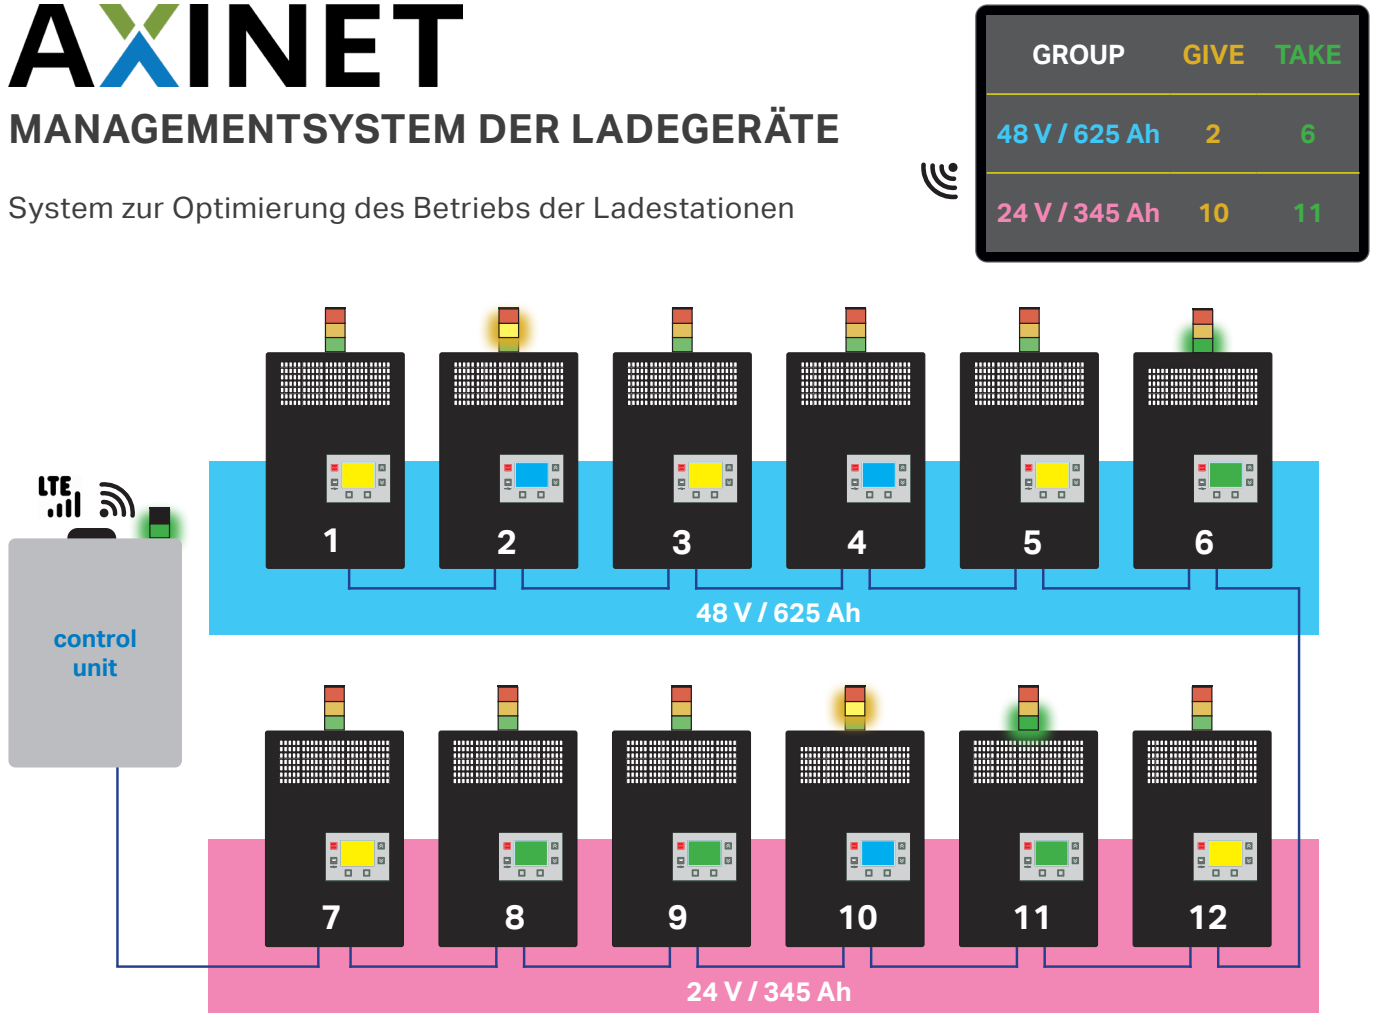 AXINET
MANAGEMENTSYSTEM DER LADEGERÄTE
System zur Optimierung des Betriebs der Ladestationen
GROUP GIVE TAKE
48 V / 625 Ah 2 6
24 V / 345 Ah 10 11
1 2 3 4 5 6
48 V / 625 Ah
LTE
control
unit
7 8 9 10 11 12
24 V / 345 Ah